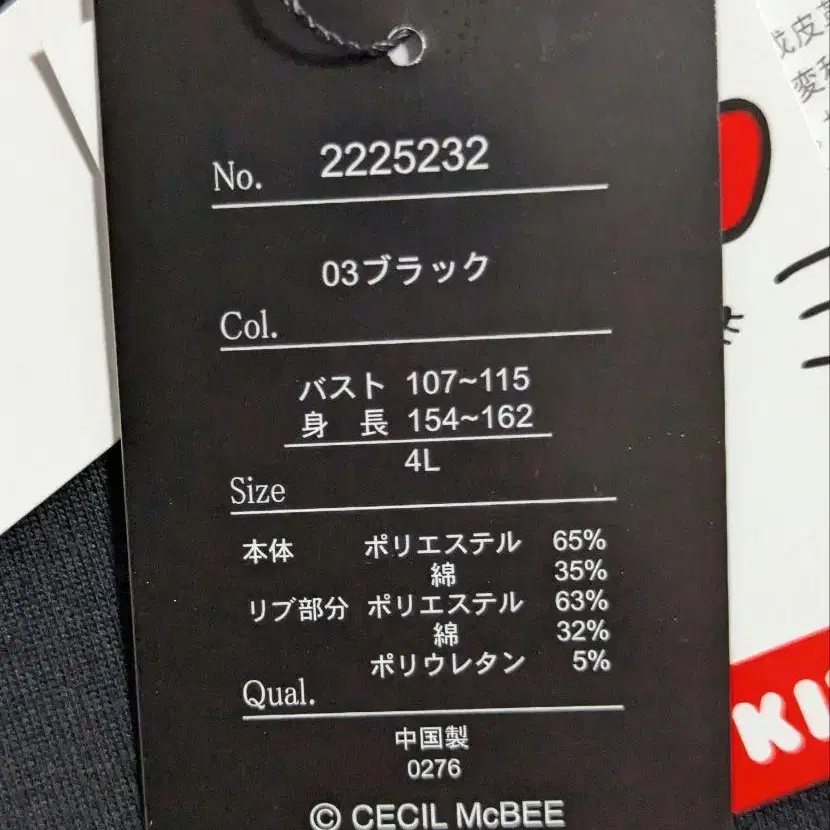 No. 2225232
03ブラック
Col.
バスト 107~115
身 長 154~162
4L
Size
本体 ポリエステル 65%
綿 35%
リブ部分 ポリエステル 63%
綿 32%
ポリウレタン 5%
Qual.
中国製
0276
© CECIL McBEE
皮
変
KI